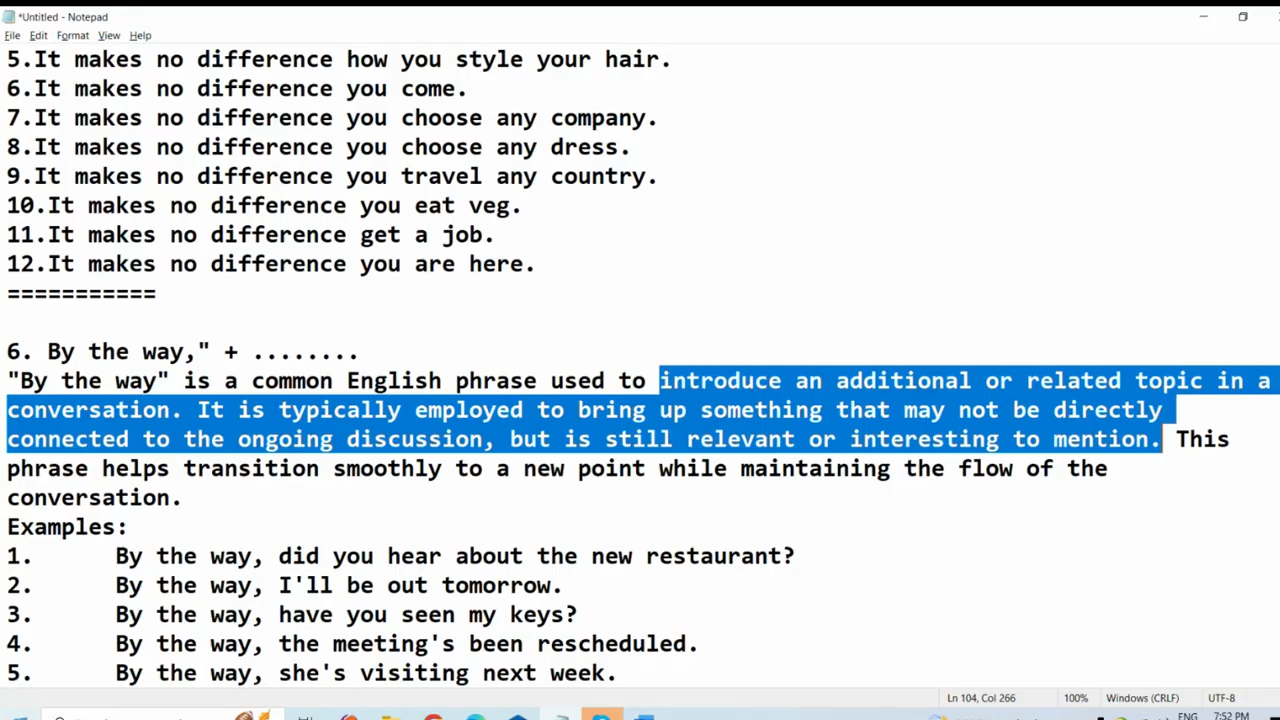 *Untitled - Notepad
File Edit Format View Help
5.It makes no difference how you style your hair.
6.It makes no difference you come.
7.It makes no difference you choose any company.
8.It makes no difference you choose any dress.
9.It makes no difference you travel any country.
10.It makes no difference you eat veg.
11.It makes no difference get a job.
12.It makes no difference you are here.
===========
6. By the way," + ........
"By the way" is a common English phrase used to introduce an additional or related topic in a
conversation. It is typically employed to bring up something that may not be directly
connected to the ongoing discussion, but is still relevant or interesting to mention. This
phrase helps transition smoothly to a new point while maintaining the flow of the
conversation.
Examples:
1. By the way, did you hear about the new restaurant?
2. By the way, I'll be out tomorrow.
3. By the way, have you seen my keys?
4. By the way, the meeting's been rescheduled.
5. By the way, she's visiting next week.
Ln 104, Col 266 100% Windows (CRLF) UTF-8
ENG 7:52 PM